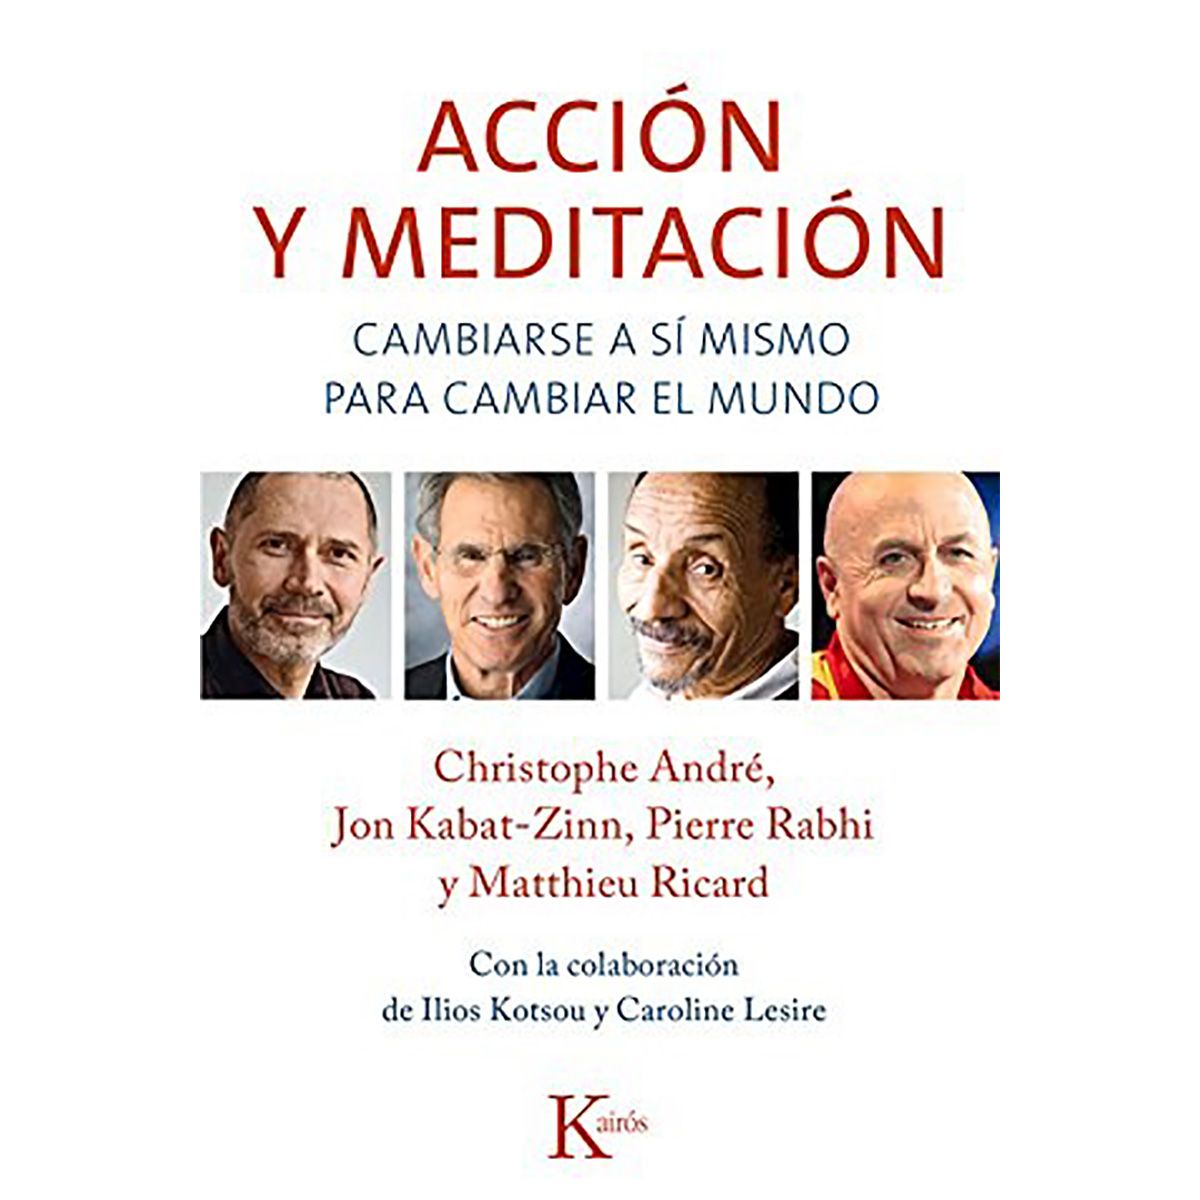 ACCIÓN
Y MEDITACIÓN
CAMBIARSE A SÍ MISMO
PARA CAMBIAR EL MUNDO
Christophe André,
Jon Kabat-Zinn, Pierre Rabhi
y Matthieu Ricard
Con la colaboración
de Ilios Kotsou y Caroline Lesire
Kairós